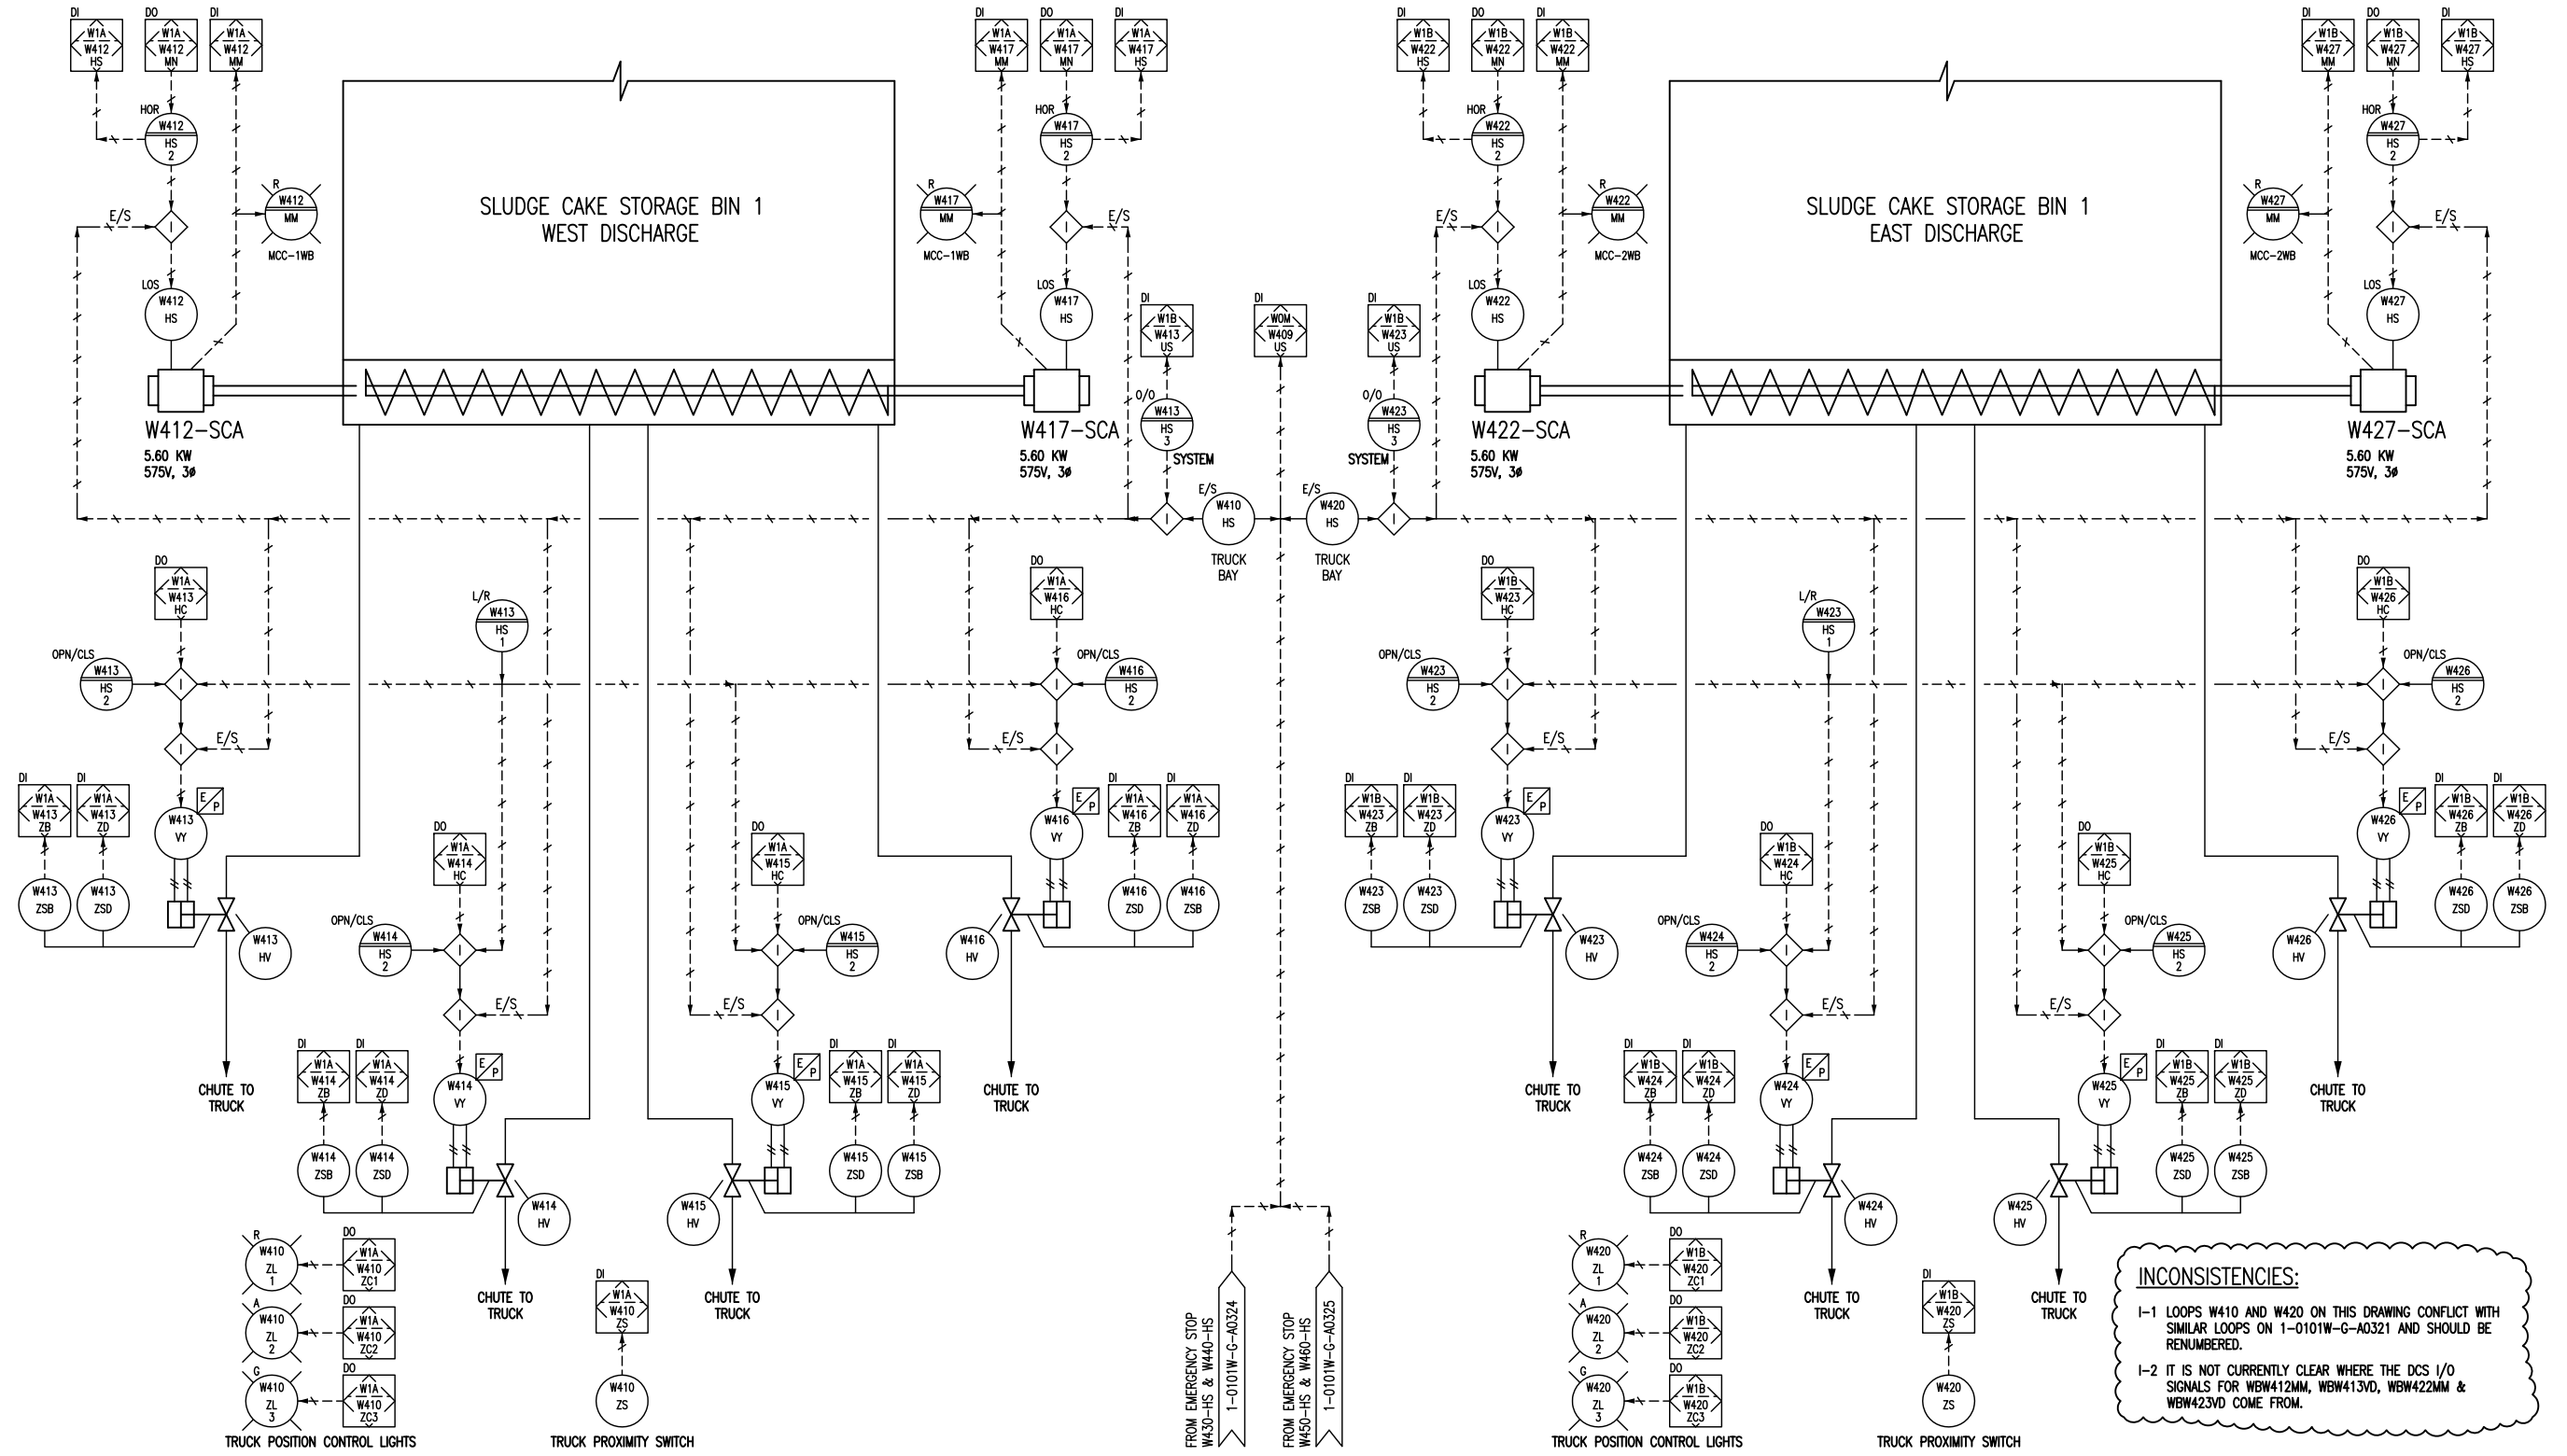 DI
W1A
W412
HS
DO
W1A
W412
MN
DI
W1A
W412
MM
DI
W1A
W417
MM
DO
W1A
W417
MN
DI
W1A
W417
HS
DI
W1B
W422
HS
DO
W1B
W422
MN
DI
W1B
W422
MM
DI
W1B
W427
MM
DO
W1B
W427
MN
DI
W1B
W427
HS
HOR
W412
HS
2
HOR
W417
HS
2
HOR
W422
HS
2
HOR
W427
HS
2
R
W412
MM
MCC-1WB
R
W417
MM
MCC-1WB
R
W422
MM
MCC-2WB
R
W427
MM
MCC-2WB
SLUDGE CAKE STORAGE BIN 1
WEST DISCHARGE
SLUDGE CAKE STORAGE BIN 1
EAST DISCHARGE
E/S
I
I
E/S
E/S
I
I
E/S
LOS
W412
HS
LOS
W417
HS
LOS
W422
HS
LOS
W427
HS
DI
W1B
W413
US
DI
W0M
W409
US
DI
W1B
W423
US
O/O
W413
HS
3
SYSTEM
O/O
W423
HS
3
SYSTEM
W412-SCA
5.60 KW
575V, 3ø
W417-SCA
5.60 KW
575V, 3ø
W422-SCA
5.60 KW
575V, 3ø
W427-SCA
5.60 KW
575V, 3ø
I
E/S
W410
HS
TRUCK
BAY
E/S
W420
HS
TRUCK
BAY
I
DO
W1A
W413
HC
L/R
W413
HS
1
DO
W1A
W416
HC
DO
W1B
W423
HC
L/R
W423
HS
1
DO
W1B
W426
HC
OPN/CLS
W413
HS
2
I
I
OPN/CLS
W416
HS
2
OPN/CLS
W423
HS
2
I
I
OPN/CLS
W426
HS
2
I
E/S
E/S
I
I
E/S
E/S
I
DI
W1A
W413
ZB
DI
W1A
W413
ZD
W413
VY
E
P
W416
VY
E
P
DI
W1A
W416
ZB
DI
W1A
W416
ZD
DI
W1B
W423
ZB
DI
W1B
W423
ZD
W423
VY
E
P
W426
VY
E
P
DI
W1B
W426
ZB
DI
W1B
W426
ZD
W413
ZSB
W413
ZSD
W413
HV
W416
HV
W416
ZSD
W416
ZSB
W423
ZSB
W423
ZSD
W423
HV
W426
HV
W426
ZSD
W426
ZSB
DO
W1A
W414
HC
DO
W1A
W415
HC
DO
W1B
W424
HC
DO
W1B
W425
HC
OPN/CLS
W414
HS
2
I
I
OPN/CLS
W415
HS
2
OPN/CLS
W424
HS
2
I
I
OPN/CLS
W425
HS
2
I
E/S
E/S
I
I
E/S
E/S
I
CHUTE TO
TRUCK
CHUTE TO
TRUCK
CHUTE TO
TRUCK
CHUTE TO
TRUCK
DI
W1A
W414
ZB
DI
W1A
W414
ZD
W414
VY
E
P
W415
VY
E
P
DI
W1A
W415
ZB
DI
W1A
W415
ZD
DI
W1B
W424
ZB
DI
W1B
W424
ZD
W424
VY
E
P
W425
VY
E
P
DI
W1B
W425
ZB
DI
W1B
W425
ZD
W414
ZSB
W414
ZSD
W414
HV
W415
HV
W415
ZSD
W415
ZSB
W424
ZSB
W424
ZSD
W424
HV
W425
HV
W425
ZSD
W425
ZSB
CHUTE TO
TRUCK
CHUTE TO
TRUCK
CHUTE TO
TRUCK
CHUTE TO
TRUCK
R
W410
ZL
1
DO
W1A
W410
ZC1
A
W410
ZL
2
DO
W1A
W410
ZC2
G
W410
ZL
3
DO
W1A
W410
ZC3
TRUCK POSITION CONTROL LIGHTS
DI
W1A
W410
ZS
W410
ZS
TRUCK PROXIMITY SWITCH
FROM EMERGENCY STOP
W430-HS & W440-HS
1-0101W-G-A0324
FROM EMERGENCY STOP
W450-HS & W460-HS
1-0101W-G-A0325
R
W420
ZL
1
DO
W1B
W420
ZC1
A
W420
ZL
2
DO
W1B
W420
ZC2
G
W420
ZL
3
DO
W1B
W420
ZC3
TRUCK POSITION CONTROL LIGHTS
DI
W1B
W420
ZS
W420
ZS
TRUCK PROXIMITY SWITCH
INCONSISTENCIES:
I-1 LOOPS W410 AND W420 ON THIS DRAWING CONFLICT WITH
SIMILAR LOOPS ON 1-0101W-G-A0321 AND SHOULD BE
RENUMBERED.
I-2 IT IS NOT CURRENTLY CLEAR WHERE THE DCS I/O
SIGNALS FOR WBW412MM, WBW413VD, WBW422MM &
WBW423VD COME FROM.